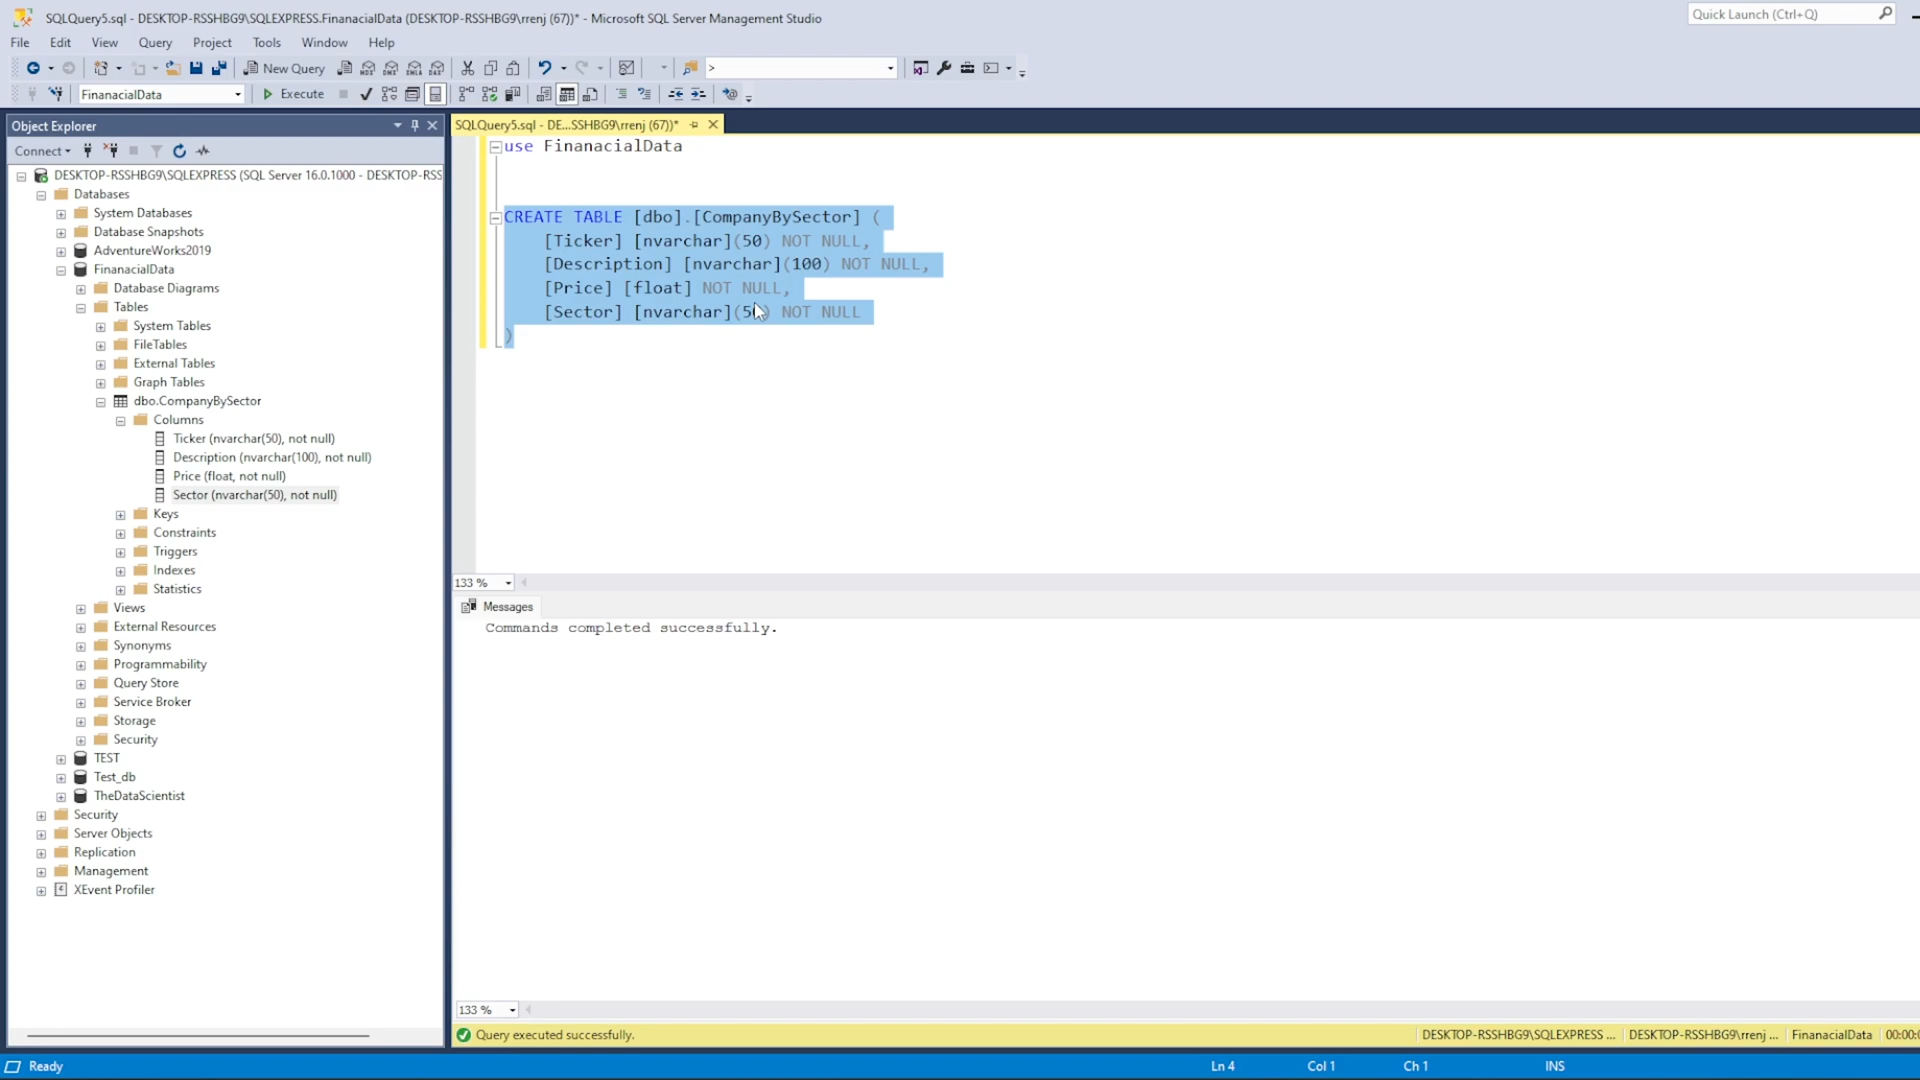 SQLQuery5.sql - DESKTOP-RSSHBG9\SQLEXPRESS.FinanacialData (DESKTOP-RSSHBG9\rrenj (67))* - Microsoft SQL Server Management Studio
Quick Launch (Ctrl+Q)
File Edit View Query Project Tools Window Help
New Query
>
FinanacialData
Execute
Object Explorer
SQLQuery5.sql - DE...SSHBG9\rrenj (67))*
Connect
DESKTOP-RSSHBG9\SQLEXPRESS (SQL Server 16.0.1000 - DESKTOP-RSS
Databases
System Databases
Database Snapshots
AdventureWorks2019
FinanacialData
Database Diagrams
Tables
System Tables
FileTables
External Tables
Graph Tables
dbo.CompanyBySector
Columns
Ticker (nvarchar(50), not null)
Description (nvarchar(100), not null)
Price (float, not null)
Sector (nvarchar(50), not null)
Keys
Constraints
Triggers
Indexes
Statistics
Views
External Resources
Synonyms
Programmability
Query Store
Service Broker
Storage
Security
TEST
Test_db
TheDataScientist
Security
Server Objects
Replication
Management
XEvent Profiler
use FinanacialData
CREATE TABLE [dbo].[CompanyBySector] (
[Ticker] [nvarchar](50) NOT NULL,
[Description] [nvarchar](100) NOT NULL,
[Price] [float] NOT NULL,
[Sector] [nvarchar](50) NOT NULL
)
133 %
Messages
Commands completed successfully.
133 %
Query executed successfully.
DESKTOP-RSSHBG9\SQLEXPRESS ...
DESKTOP-RSSHBG9\rrenj ...
FinanacialData
00:00:
Ready
Ln 4
Col 1
Ch 1
INS